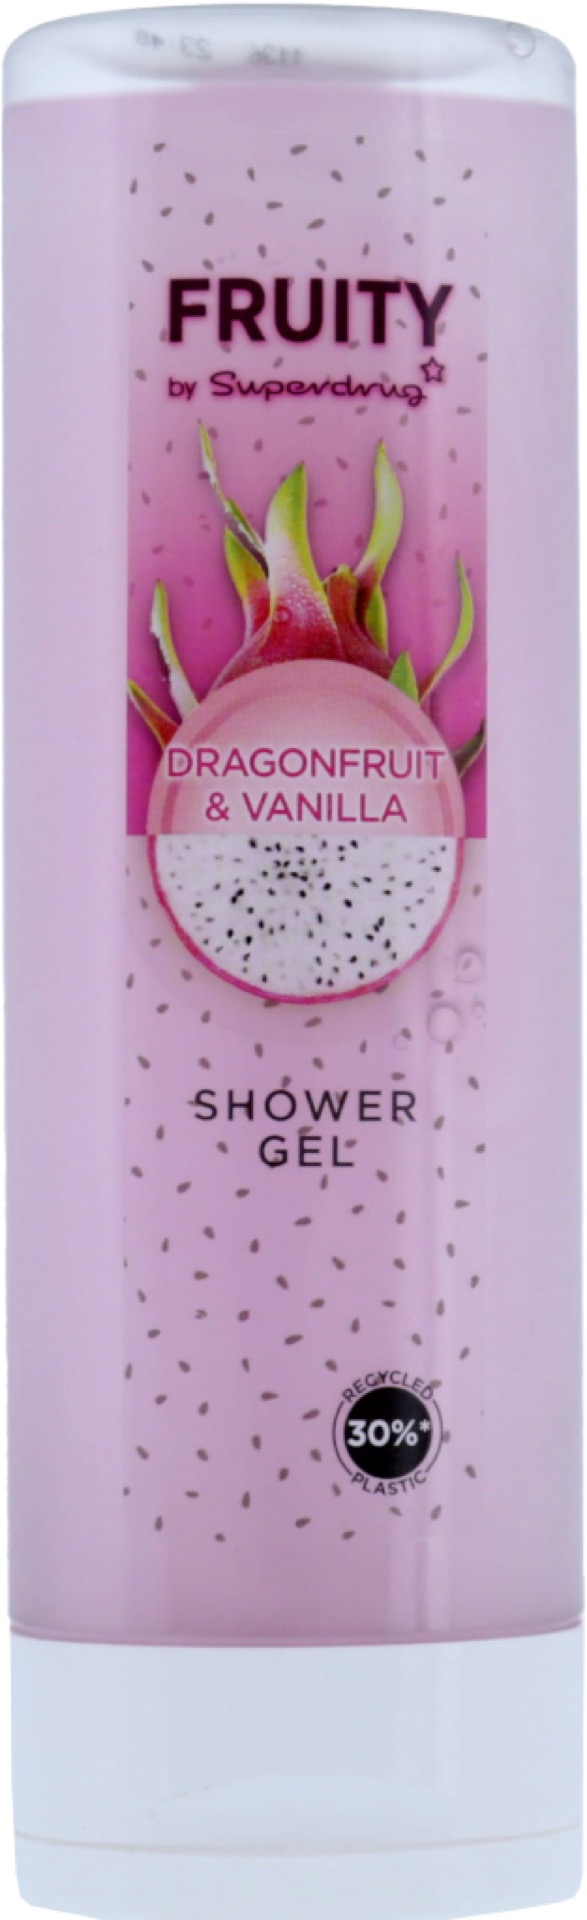 FRUITY
by Superdrug
DRAGONFRUIT
& VANILLA
SHOWER
GEL
RECYCLED
30%*
PLASTIC